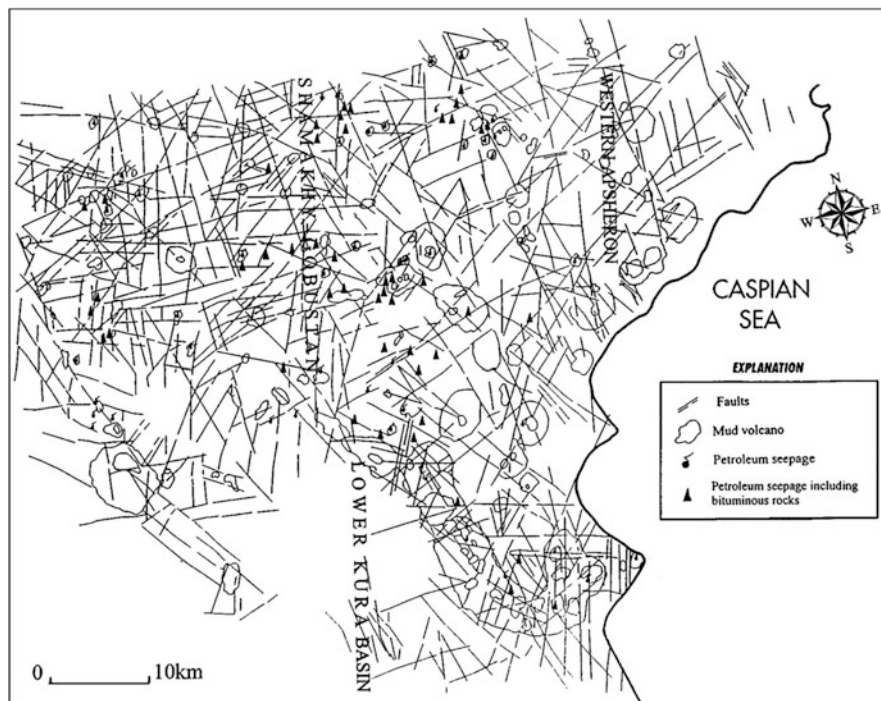 SHAMAKHY-GOBUSTAN
WESTERN APSHERON
N
W E
S
CASPIAN
SEA
EXPLANATION
Faults
Mud volcano
Petroleum seepage
Petroleum seepage including
bituminous rocks
LOWER KURA BASIN
0 10km